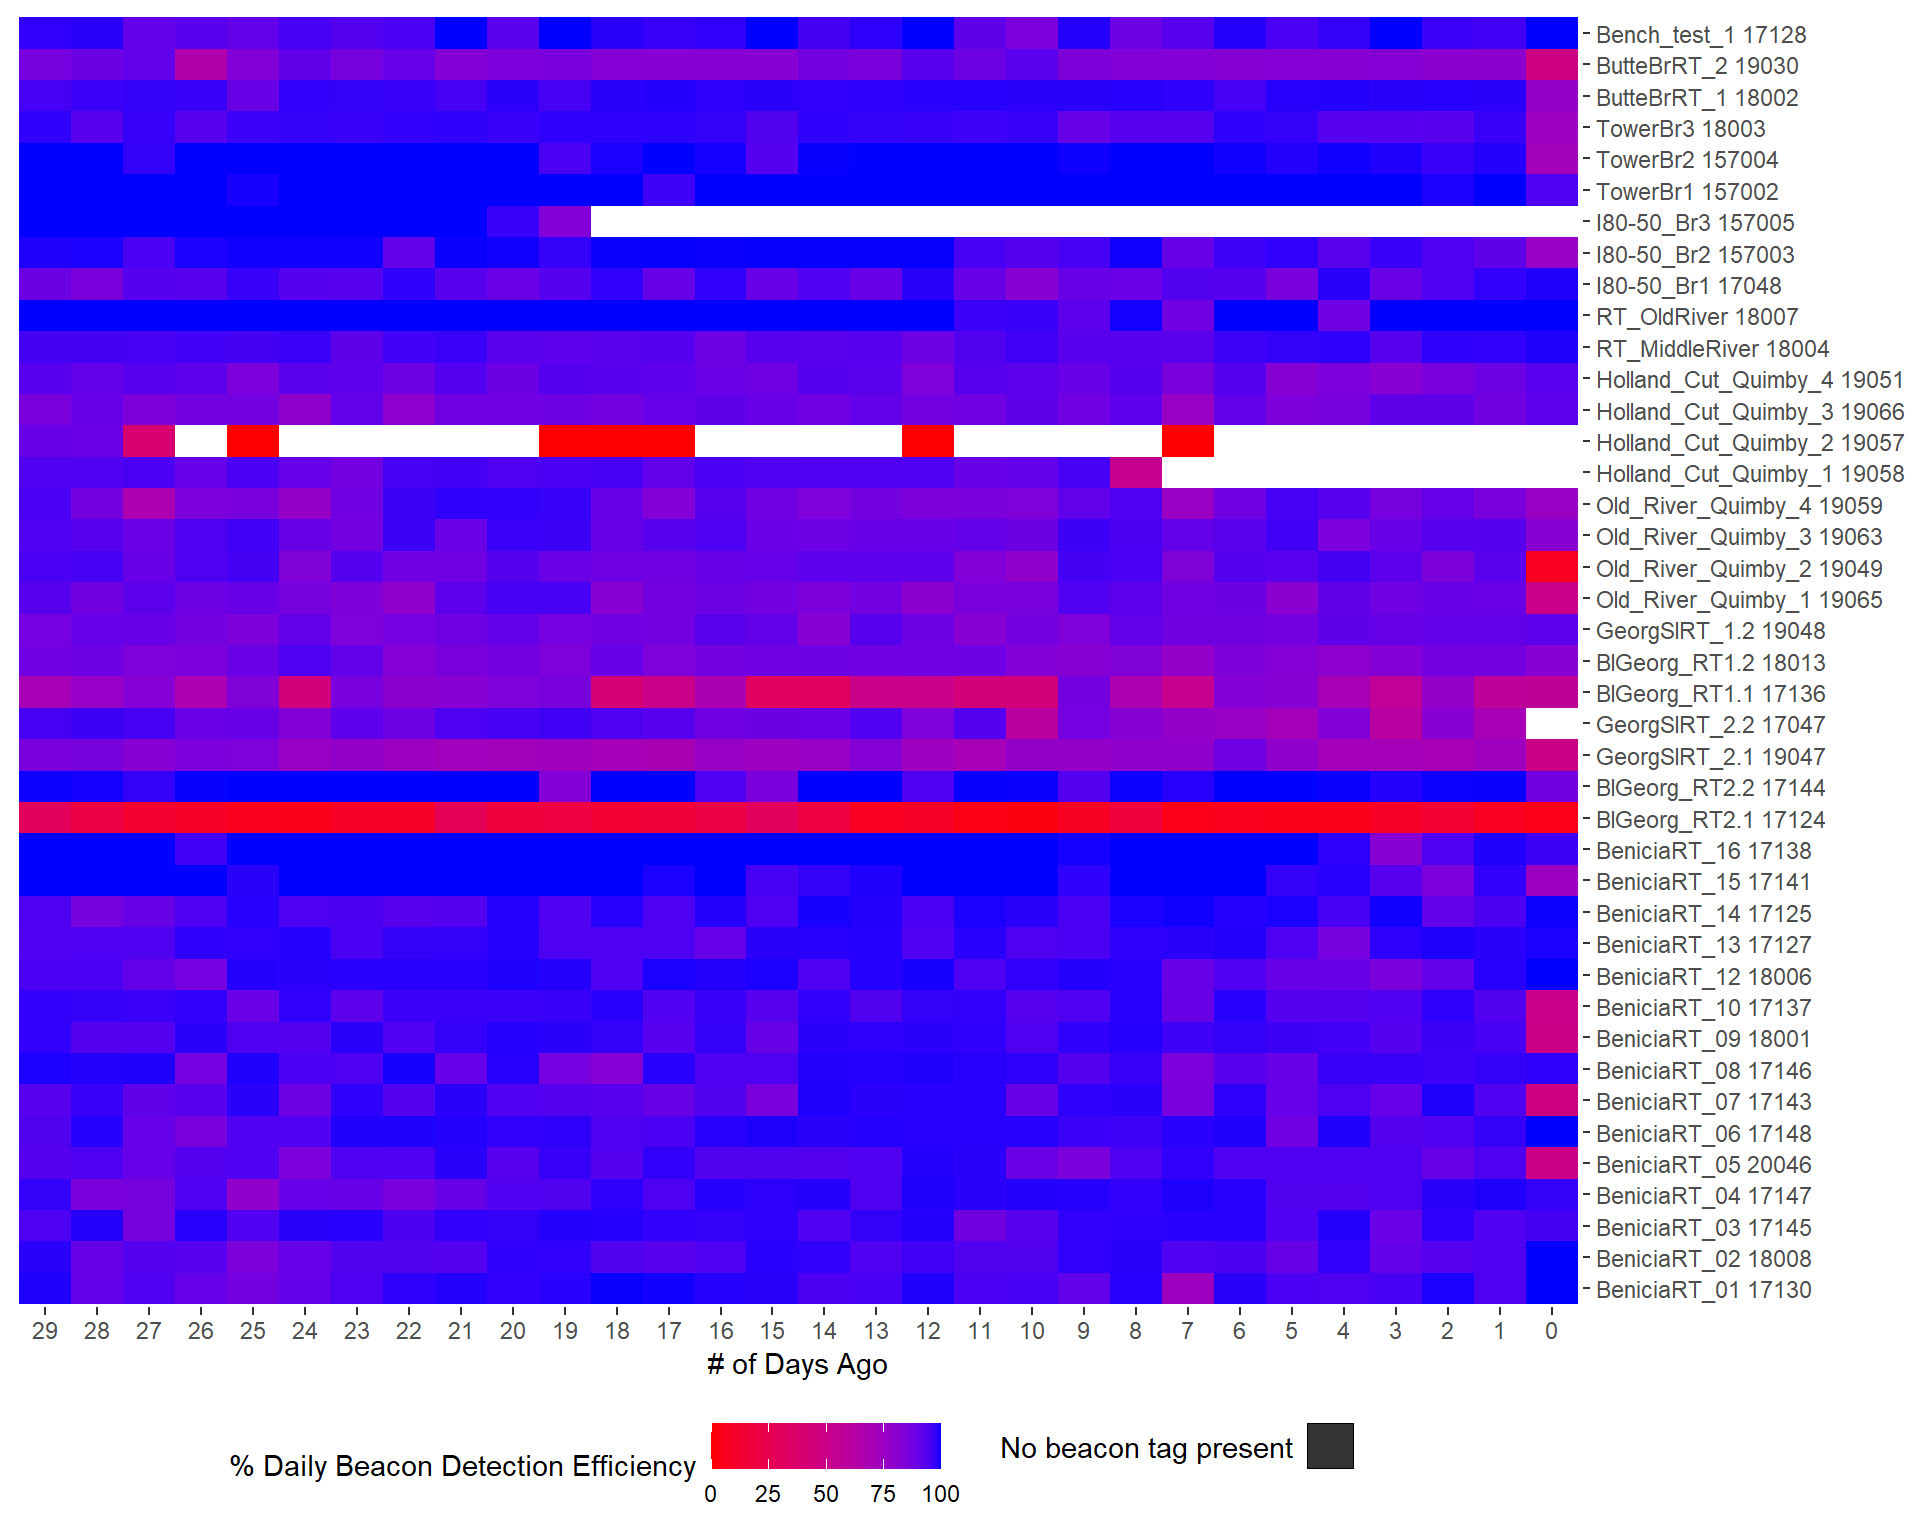 Bench_test_1 17128
ButteBrRT_2 19030
ButteBrRT_1 18002
TowerBr3 18003
TowerBr2 157004
TowerBr1 157002
I80-50_Br3 157005
I80-50_Br2 157003
I80-50_Br1 17048
RT_OldRiver 18007
RT_MiddleRiver 18004
Holland_Cut_Quimby_4 19051
Holland_Cut_Quimby_3 19066
Holland_Cut_Quimby_2 19057
Holland_Cut_Quimby_1 19058
Old_River_Quimby_4 19059
Old_River_Quimby_3 19063
Old_River_Quimby_2 19049
Old_River_Quimby_1 19065
GeorgSlRT_1.2 19048
BlGeorg_RT1.2 18013
BlGeorg_RT1.1 17136
GeorgSlRT_2.2 17047
GeorgSlRT_2.1 19047
BlGeorg_RT2.2 17144
BlGeorg_RT2.1 17124
BeniciaRT_16 17138
BeniciaRT_15 17141
BeniciaRT_14 17125
BeniciaRT_13 17127
BeniciaRT_12 18006
BeniciaRT_10 17137
BeniciaRT_09 18001
BeniciaRT_08 17146
BeniciaRT_07 17143
BeniciaRT_06 17148
BeniciaRT_05 20046
BeniciaRT_04 17147
BeniciaRT_03 17145
BeniciaRT_02 18008
BeniciaRT_01 17130
29 28 27 26 25 24 23 22 21 20 19 18 17 16 15 14 13 12 11 10 9 8 7 6 5 4 3 2 1 0
# of Days Ago
% Daily Beacon Detection Efficiency
0 25 50 75 100
No beacon tag present